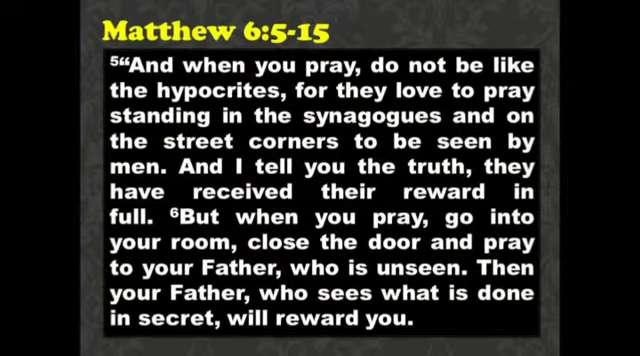 Matthew 6:5-15
⁵“And when you pray, do not be like
the hypocrites, for they love to pray
standing in the synagogues and on
the street corners to be seen by
men. And I tell you the truth, they
have received their reward in
full. ⁶But when you pray, go into
your room, close the door and pray
to your Father, who is unseen. Then
your Father, who sees what is done
in secret, will reward you.